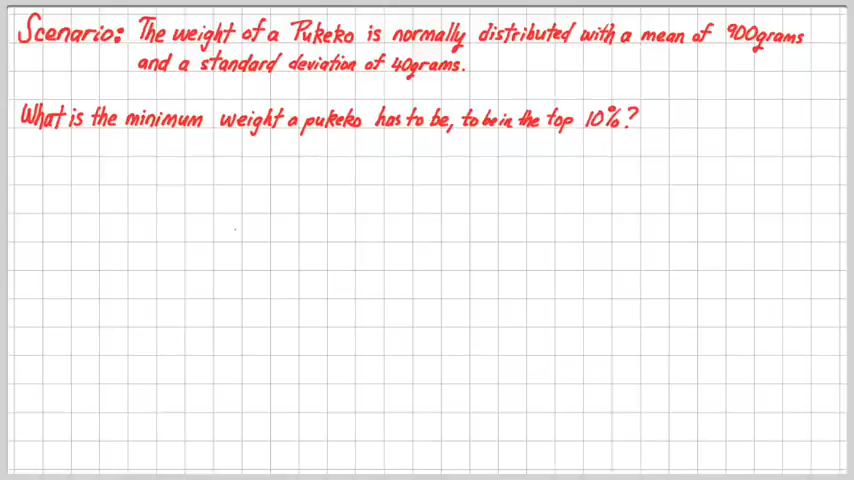 Scenario: The weight of a Pukeko is normally distributed with a mean of 900grams
and a standard deviation of 40grams.
What is the minimum weight a pukeko has to be, to be in the top 10%?